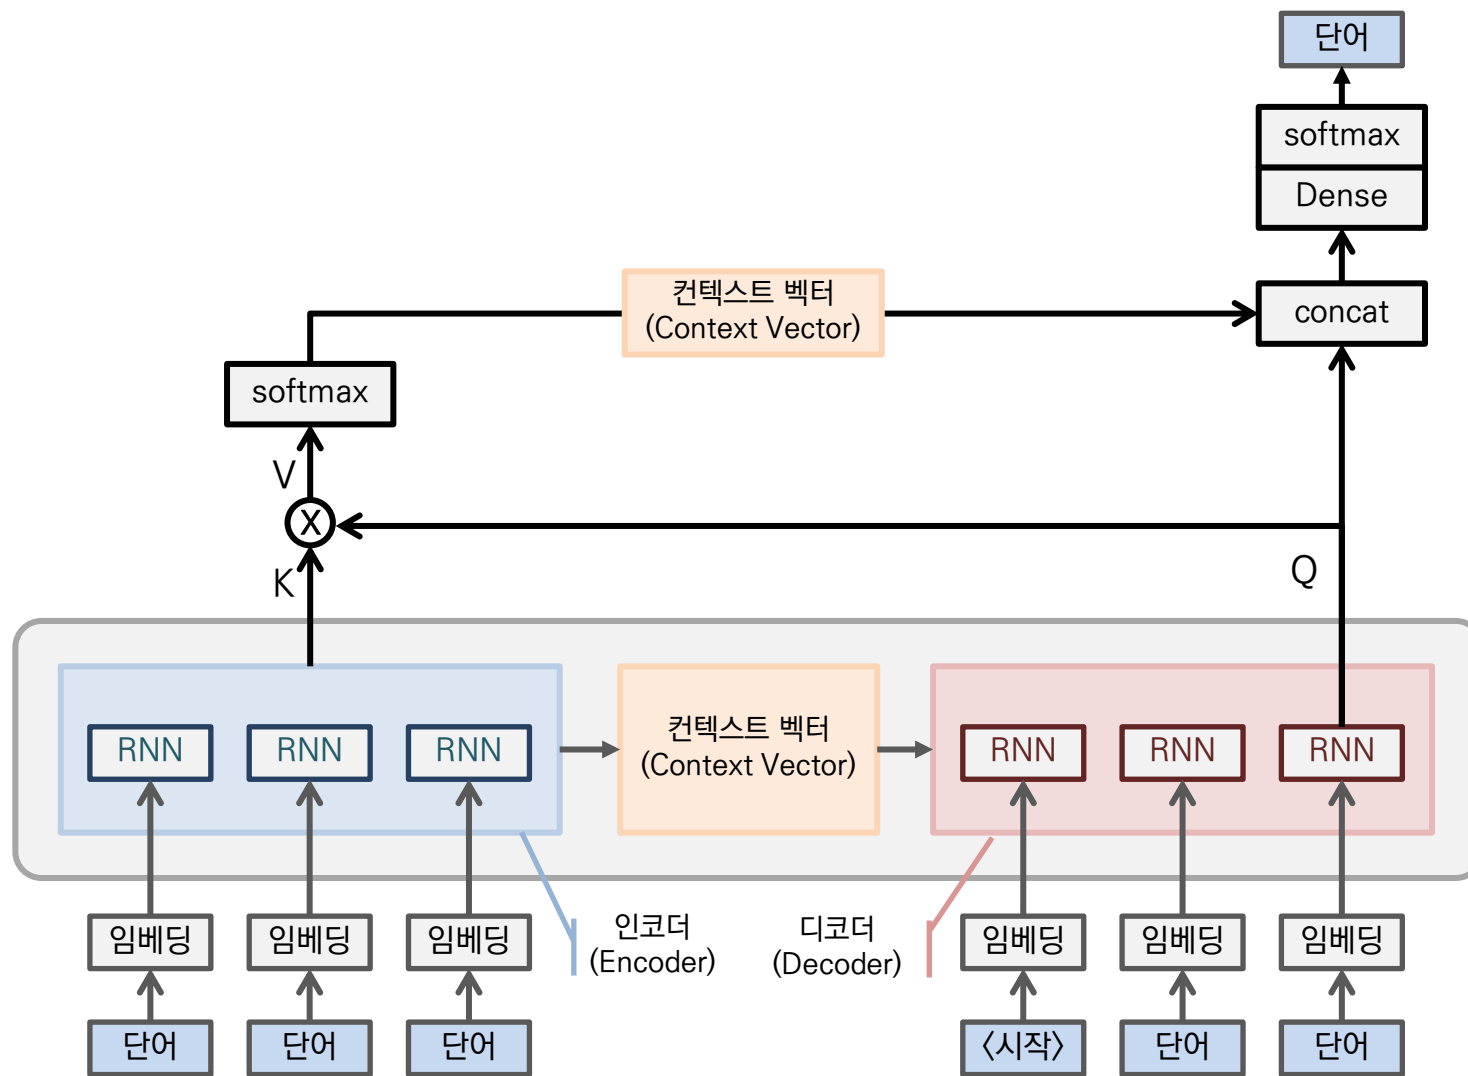 단어
softmax
Dense
컨텍스트 벡터
(Context Vector)
concat
softmax
V
X
K
Q
RNN
RNN
RNN
컨텍스트 벡터
(Context Vector)
RNN
RNN
RNN
임베딩
임베딩
임베딩
인코더
(Encoder)
디코더
(Decoder)
임베딩
임베딩
임베딩
단어
단어
단어
〈시작〉
단어
단어